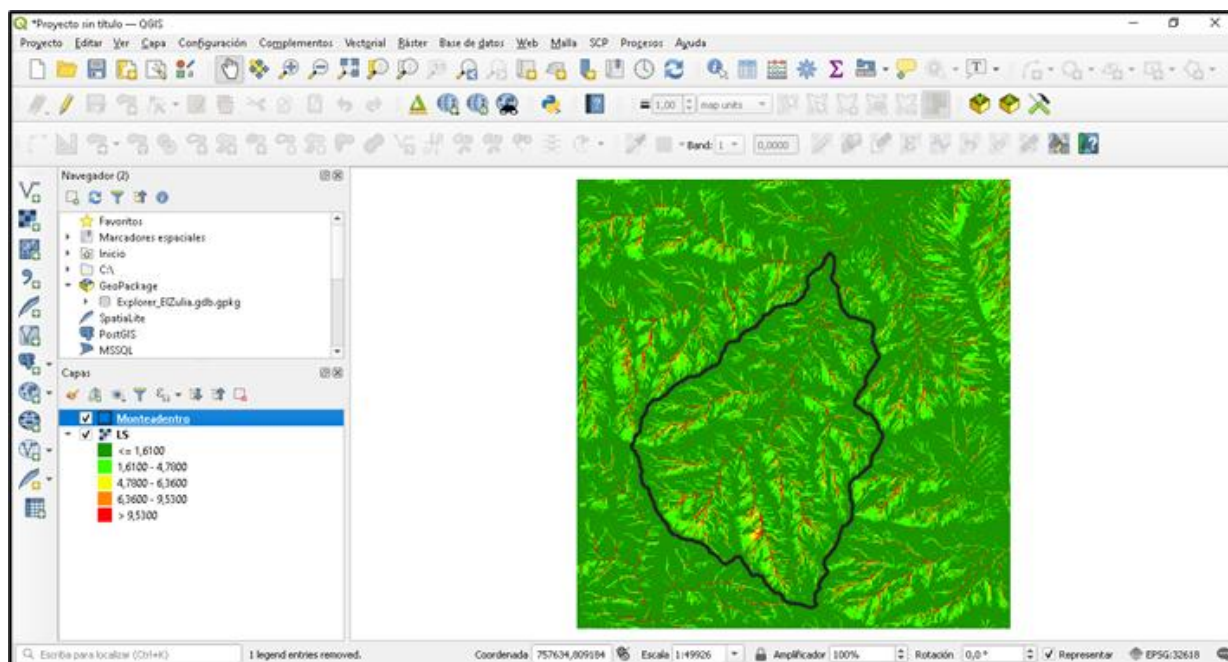 *Proyecto sin título — QGIS
Proyecto Editar Ver Capa Configuración Complementos Vectorial Ráster Base de datos Web Malla SCP Procesos Ayuda
1,00 map units
Band: 1 0,0000
Navegador (2)
Favoritos
Marcadores espaciales
Inicio
C:\
GeoPackage
Explorer_ElZulia.gdb.gpkg
SpatiaLite
PostGIS
MSSQL
Capas
Monteadentro
LS
<= 1,6100
1,6100 - 4,7800
4,7800 - 6,3600
6,3600 - 9,5300
> 9,5300
Escriba para localizar (Ctrl+K) 1 legend entries removed. Coordenada 757634,809184 Escala 1:49926 Amplificador 100% Rotación 0,0 ° Representar EPSG:32618